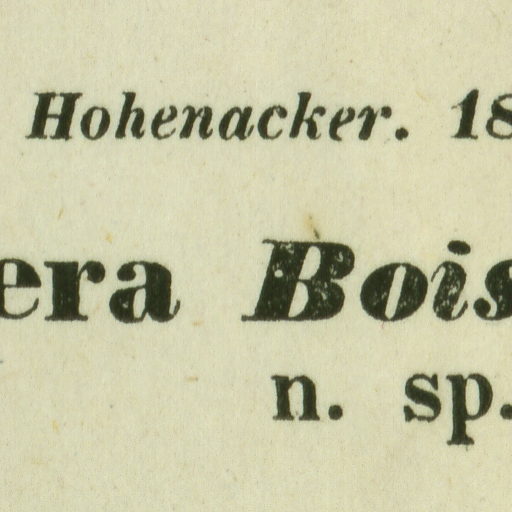 Hohenacker. 18
era Bois
n. sp.